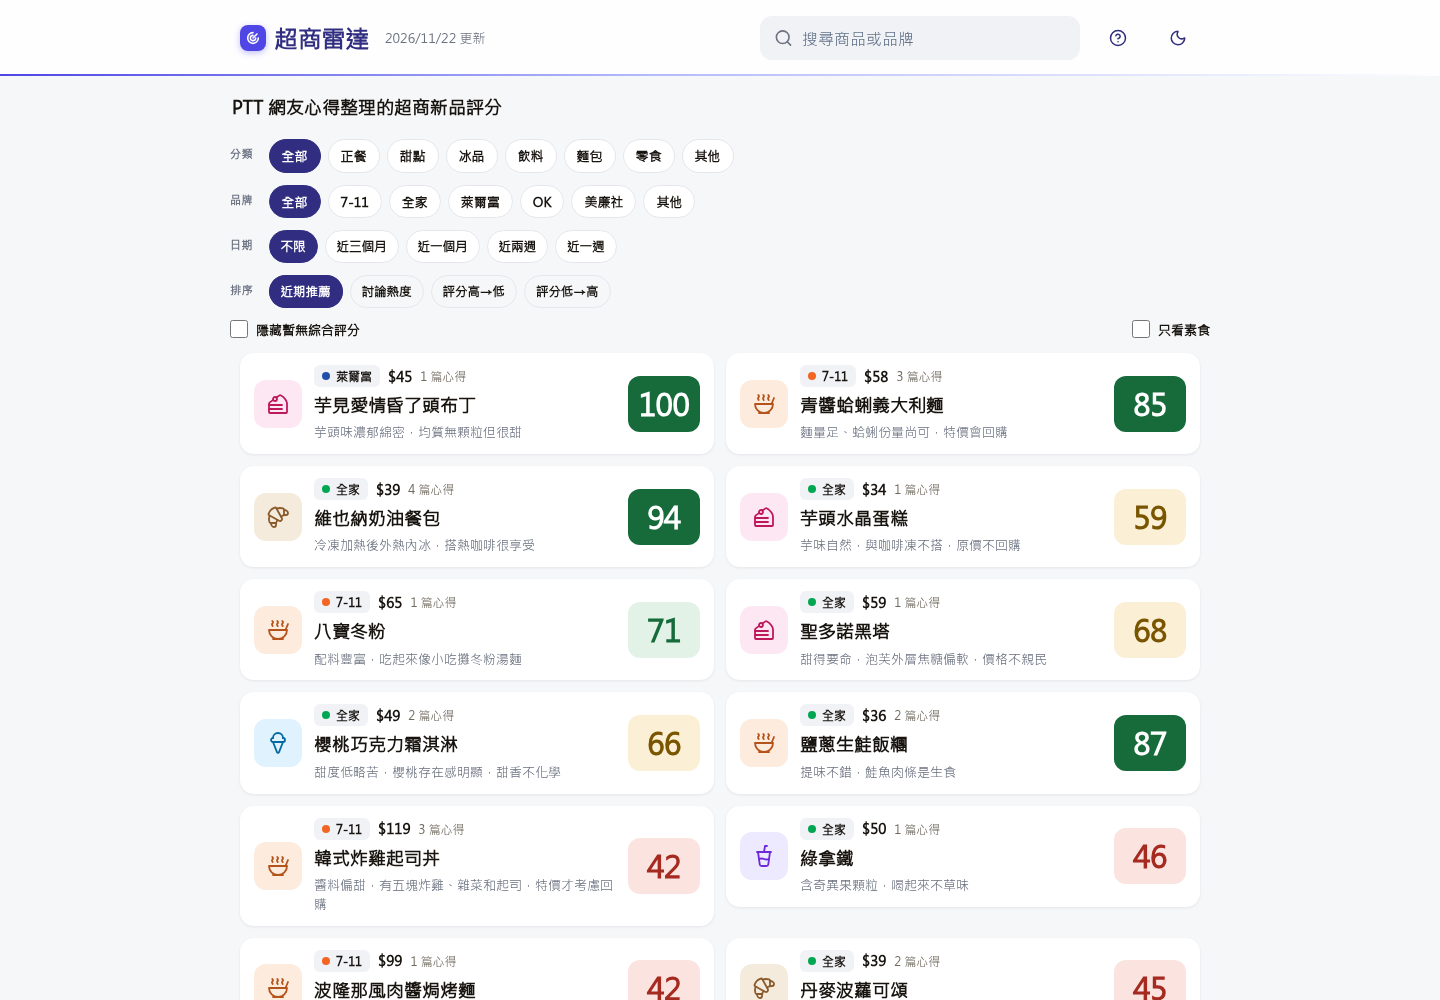 超商雷達 2026/11/22 更新 搜尋商品或品牌
PTT 網友心得整理的超商新品評分
分類 全部 正餐 甜點 冰品 飲料 麵包 零食 其他
品牌 全部 7-11 全家 萊爾富 OK 美廉社 其他
日期 不限 近三個月 近一個月 近兩週 近一週
排序 近期推薦 討論熱度 評分高→低 評分低→高
隱藏暫無綜合評分 只看素食
萊爾富 $45 1 篇心得
芋見愛情昏了頭布丁
芋頭味濃郁綿密 · 均質無顆粒但很甜
100
7-11 $58 3 篇心得
青醬蛤蜊義大利麵
麵量足、蛤蜊份量尚可 · 特價會回購
85
全家 $39 4 篇心得
維也納奶油餐包
冷凍加熱後外熱內冰 · 搭熱咖啡很享受
94
全家 $34 1 篇心得
芋頭水晶蛋糕
芋味自然 · 與咖啡凍不搭 · 原價不回購
59
7-11 $65 1 篇心得
八寶冬粉
配料豐富 · 吃起來像小吃攤冬粉湯麵
71
全家 $59 1 篇心得
聖多諾黑塔
甜得要命 · 泡芙外層焦糖偏軟 · 價格不親民
68
全家 $49 2 篇心得
櫻桃巧克力霜淇淋
甜度低略苦 · 櫻桃存在感明顯 · 甜香不化學
66
全家 $36 2 篇心得
鹽蔥生鮭飯糰
提味不錯 · 鮭魚肉條是生食
87
7-11 $119 3 篇心得
韓式炸雞起司丼
醬料偏甜 · 有五塊炸雞、雜菜和起司 · 特價才考慮回
購
42
全家 $50 1 篇心得
綠拿鐵
含奇異果顆粒 · 喝起來不草味
46
7-11 $99 1 篇心得
波隆那風肉醬焗烤麵
42
全家 $39 2 篇心得
丹麥波蘿可頌
45